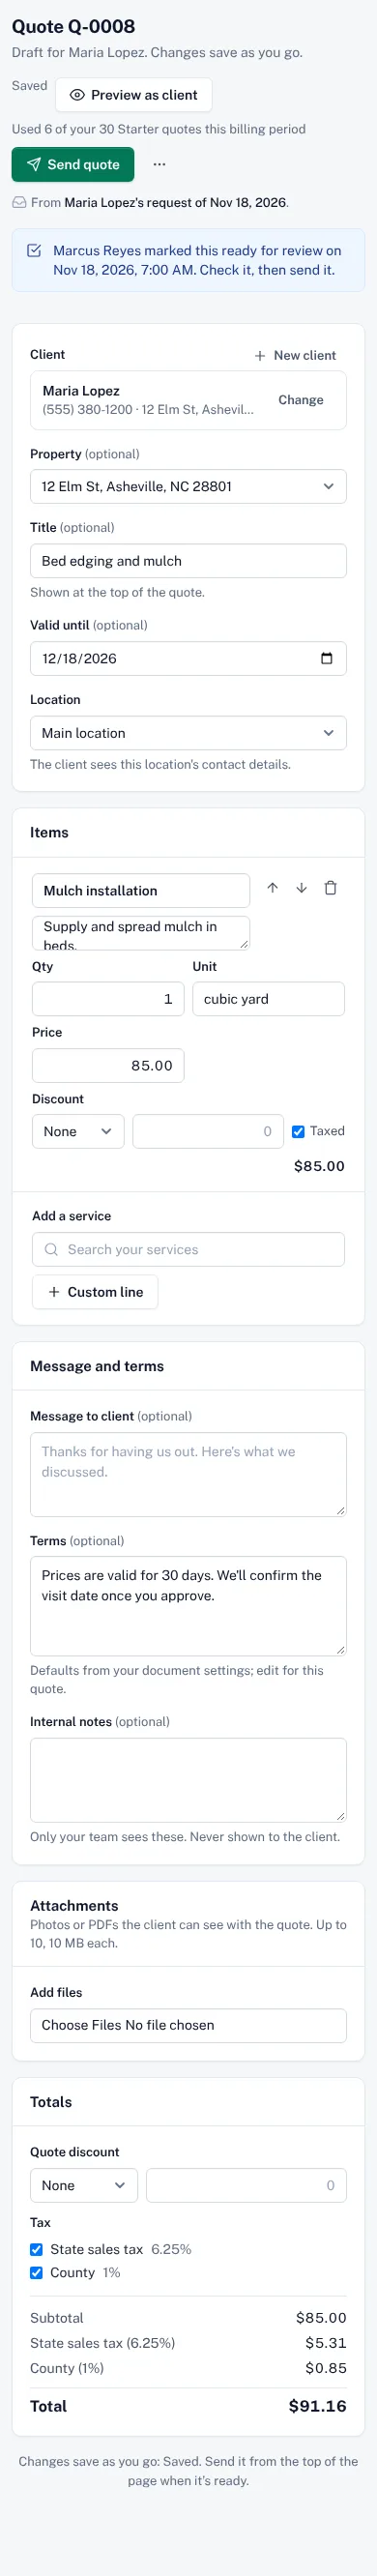 Quote Q-0008
Draft for Maria Lopez. Changes save as you go.
Saved
Preview as client
Used 6 of your 30 Starter quotes this billing period
Send quote
From Maria Lopez's request of Nov 18, 2026.
Marcus Reyes marked this ready for review on
Nov 18, 2026, 7:00 AM. Check it, then send it.
Client
New client
Maria Lopez
(555) 380-1200 · 12 Elm St, Ashevil...
Change
Property (optional)
12 Elm St, Asheville, NC 28801
Title (optional)
Bed edging and mulch
Shown at the top of the quote.
Valid until (optional)
12/18/2026
Location
Main location
The client sees this location's contact details.
Items
Mulch installation
Supply and spread mulch in
beds.
Qty
Unit
1
cubic yard
Price
85.00
Discount
None
0
Taxed
$85.00
Add a service
Search your services
Custom line
Message and terms
Message to client (optional)
Thanks for having us out. Here's what we
discussed.
Terms (optional)
Prices are valid for 30 days. We'll confirm the
visit date once you approve.
Defaults from your document settings; edit for this
quote.
Internal notes (optional)
Only your team sees these. Never shown to the client.
Attachments
Photos or PDFs the client can see with the quote. Up to
10, 10 MB each.
Add files
Choose Files No file chosen
Totals
Quote discount
None
0
Tax
State sales tax 6.25%
County 1%
Subtotal $85.00
State sales tax (6.25%) $5.31
County (1%) $0.85
Total $91.16
Changes save as you go: Saved. Send it from the top of the
page when it's ready.